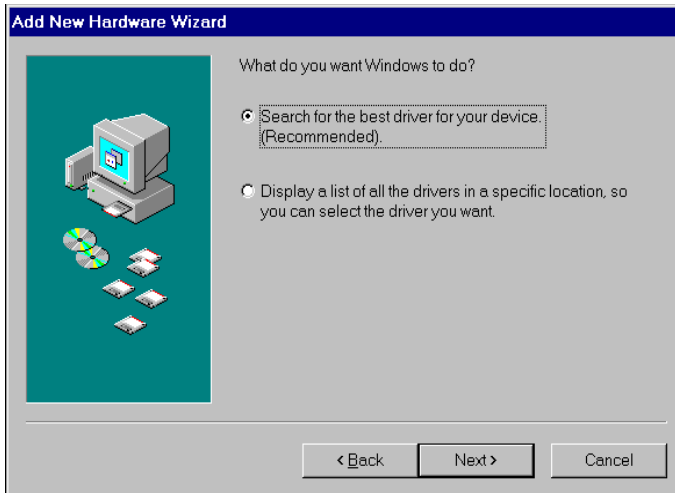 Add New Hardware Wizard
What do you want Windows to do?
Search for the best driver for your device.
(Recommended).
Display a list of all the drivers in a specific location, so
you can select the driver you want.
< Back
Next >
Cancel